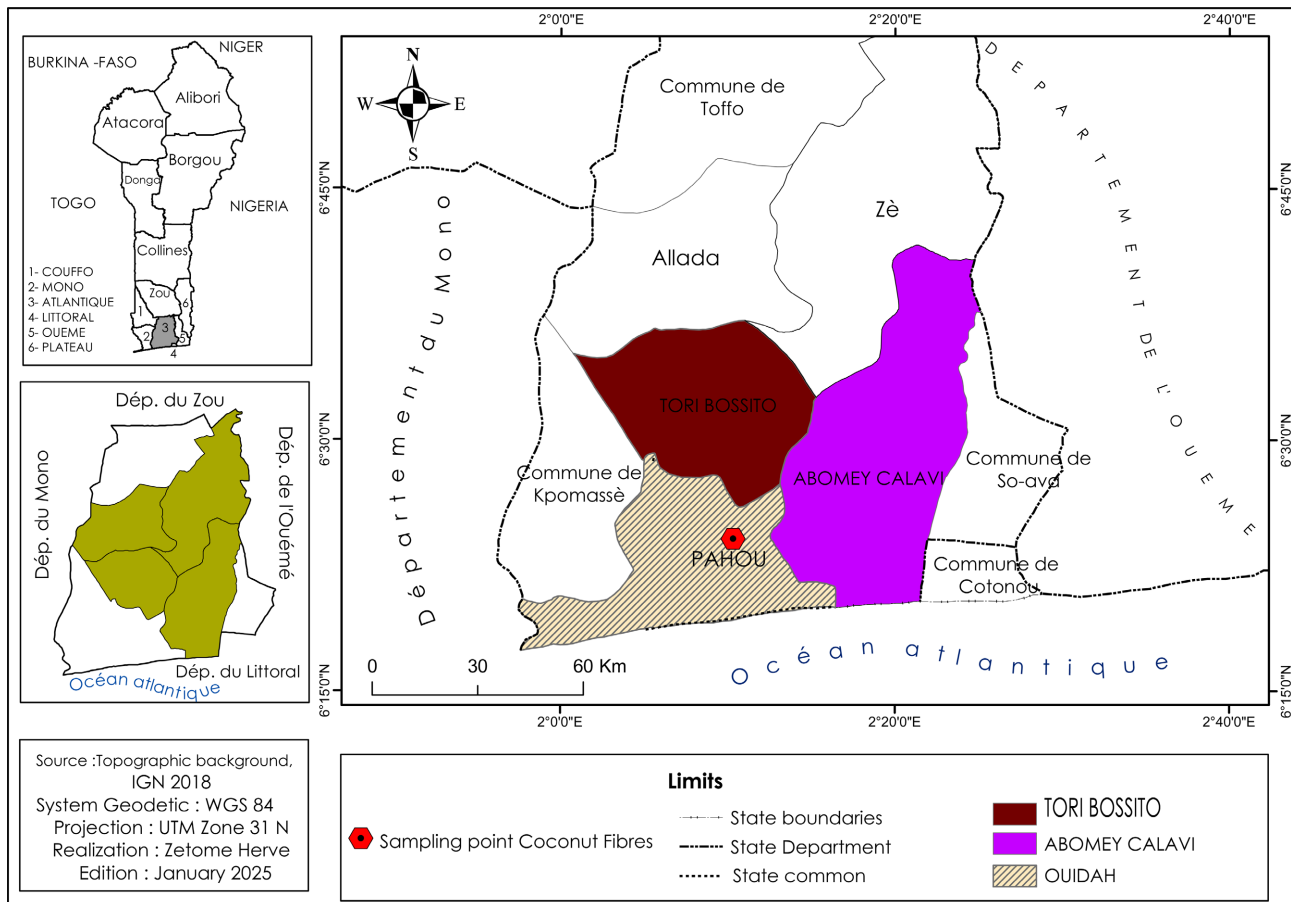 NIGER
BURKINA -FASO
Alibori
Atacora
Borgou
Donga
TOGO
NIGERIA
Collines
1- COUFFO
2- MONO
3- ATLANTIQUE
4- LITTORAL
5- OUEME
6- PLATEAU
Zou
6
1
3
2
5
4
Dép. du Zou
Dép. du Mono
Dép. de l'Ouémé
Dép. du Littoral
Océan atlantique
Source :Topographic background,
IGN 2018
System Geodetic : WGS 84
Projection : UTM Zone 31 N
Realization : Zetome Herve
Edition : January 2025
2°0'0"E
2°20'0"E
2°40'0"E
6°45'0"N
6°30'0"N
6°15'0"N
6°45'0"N
6°30'0"N
6°15'0"N
N
W
E
S
Commune de
Toffo
Zè
Allada
Département du Mono
DEPARTEMENT DE L'OUEME
TORI BOSSITO
Commune de
Kpomassè
ABOMEY CALAVI
Commune de
So-ava
PAHOU
Commune de
Cotonou
0 30 60 Km
Océan atlantique
2°0'0"E
2°20'0"E
2°40'0"E
Limits
Sampling point Coconut Fibres
State boundaries
State Department
State common
TORI BOSSITO
ABOMEY CALAVI
OUIDAH